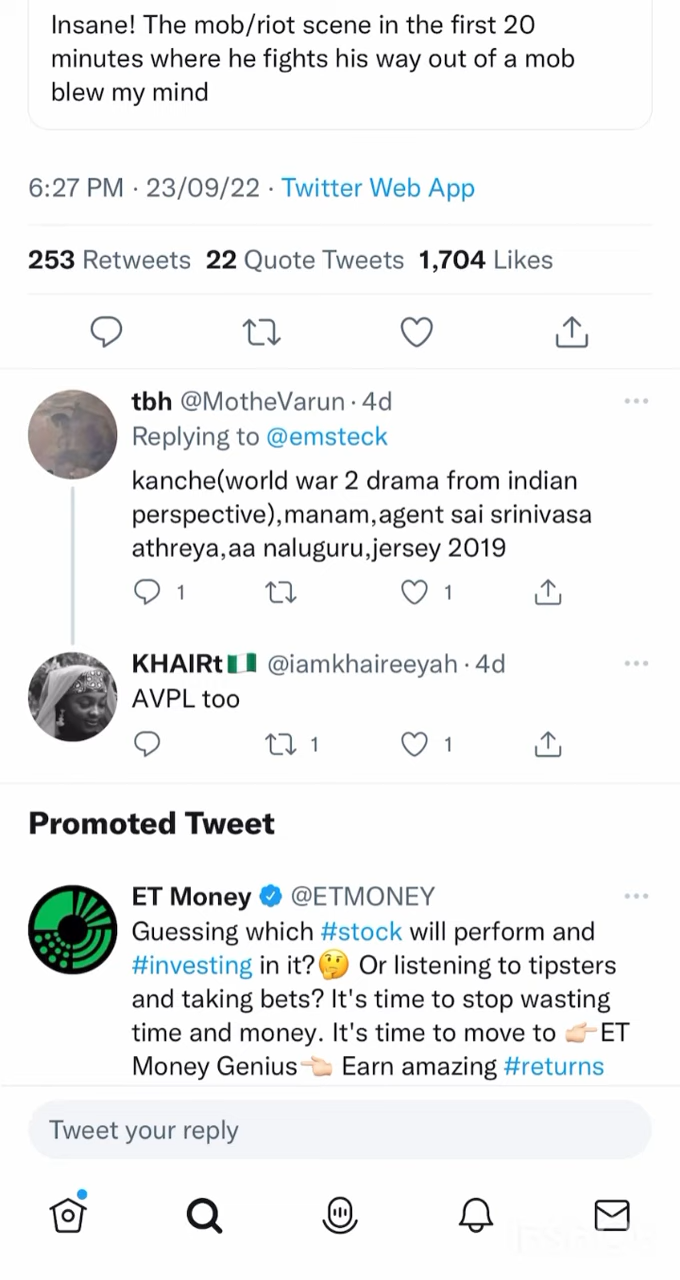 Insane! The mob/riot scene in the first 20
minutes where he fights his way out of a mob
blew my mind
6:27 PM · 23/09/22 · Twitter Web App
253 Retweets 22 Quote Tweets 1,704 Likes
tbh @MotheVarun · 4d
Replying to @emsteck
kanche(world war 2 drama from indian
perspective),manam,agent sai srinivasa
athreya,aa naluguru,jersey 2019
1 1
KHAIRt🇳🇬 @iamkhaireeyah · 4d
AVPL too
1 1
Promoted Tweet
ET Money @ETMONEY
Guessing which #stock will perform and
#investing in it?🤔 Or listening to tipsters
and taking bets? It's time to stop wasting
time and money. It's time to move to 👉🏻ET
Money Genius👈🏻 Earn amazing #returns
Tweet your reply